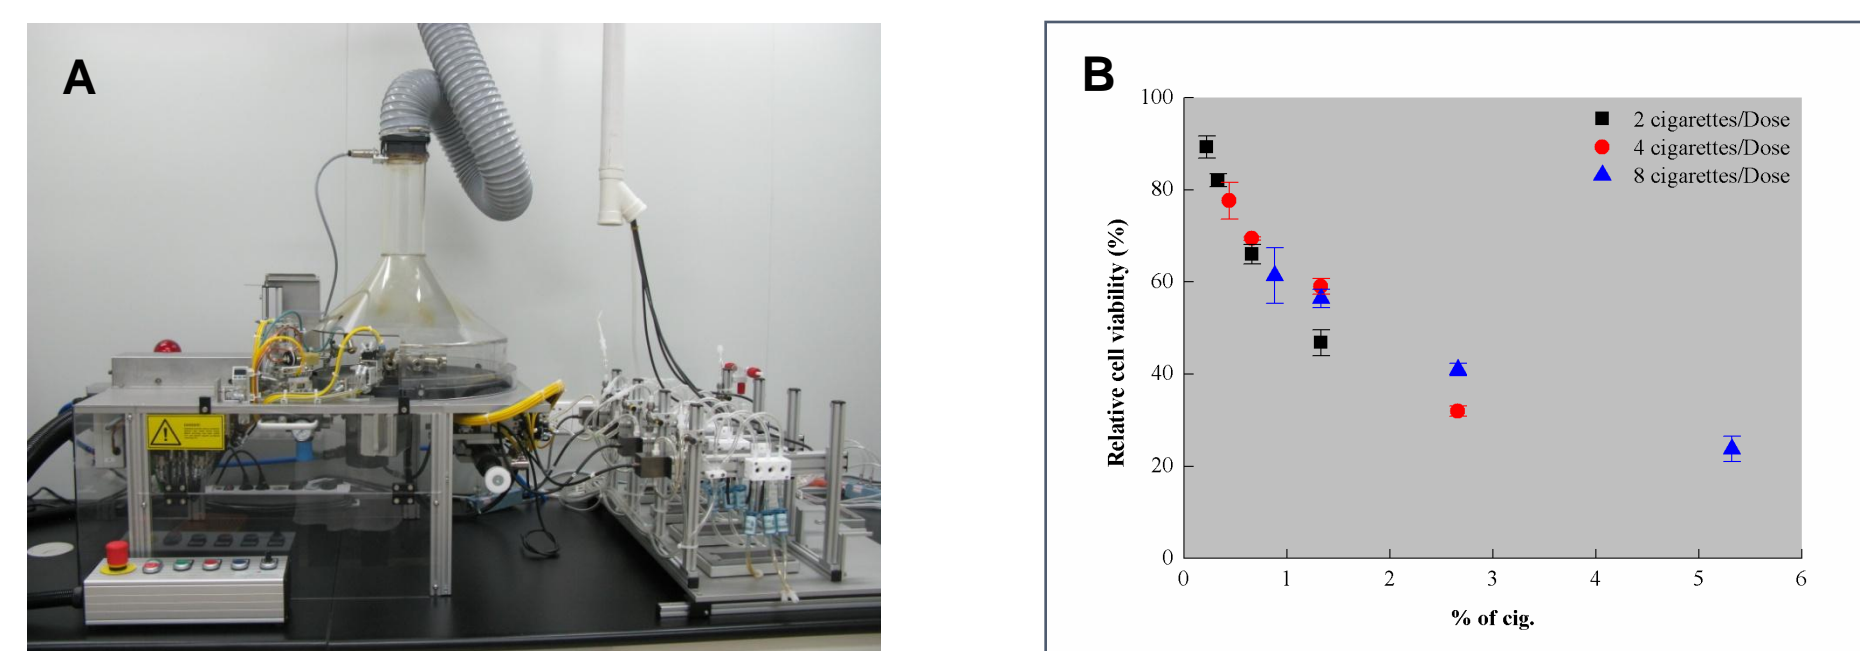 A
B
100
80
60
40
20
0
0 1 2 3 4 5 6
Relative cell viability (%)
% of cig.
2 cigarettes/Dose
4 cigarettes/Dose
8 cigarettes/Dose